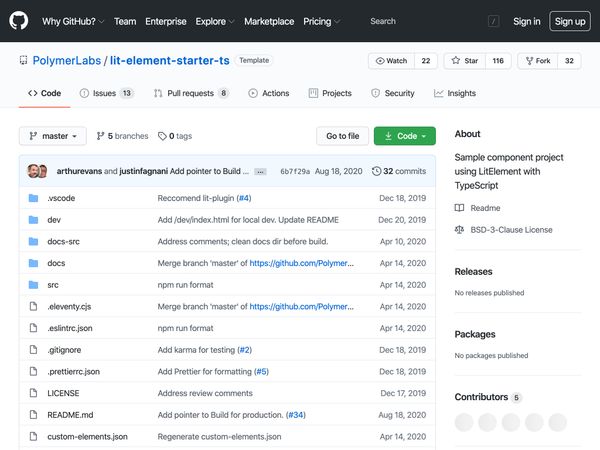 Why GitHub? Team Enterprise Explore Marketplace Pricing Search / Sign in Sign up
PolymerLabs / lit-element-starter-ts Template Watch 22 Star 116 Fork 32
Code Issues 13 Pull requests 8 Actions Projects Security Insights
master 5 branches 0 tags Go to file Code
arthurevans and justinfagnani Add pointer to Build ... ... 6b7f29a Aug 18, 2020 32 commits
.vscode Reccomend lit-plugin (#4) Dec 18, 2019
dev Add /dev/index.html for local dev. Update README Dec 20, 2019
docs-src Address comments; clean docs dir before build. Apr 10, 2020
docs Merge branch 'master' of https://github.com/Polymer... Apr 14, 2020
src npm run format Apr 14, 2020
.eleventy.cjs Merge branch 'master' of https://github.com/Polymer... Apr 14, 2020
.eslintrc.json npm run format Apr 14, 2020
.gitignore Add karma for testing (#2) Dec 18, 2019
.prettierrc.json Add Prettier for formatting (#5) Dec 18, 2019
LICENSE Address review comments Dec 17, 2019
README.md Add pointer to Build for production. (#34) Aug 18, 2020
custom-elements.json Regenerate custom-elements.json Apr 14, 2020
About
Sample component project
using LitElement with
TypeScript
Readme
BSD-3-Clause License
Releases
No releases published
Packages
No packages published
Contributors 5